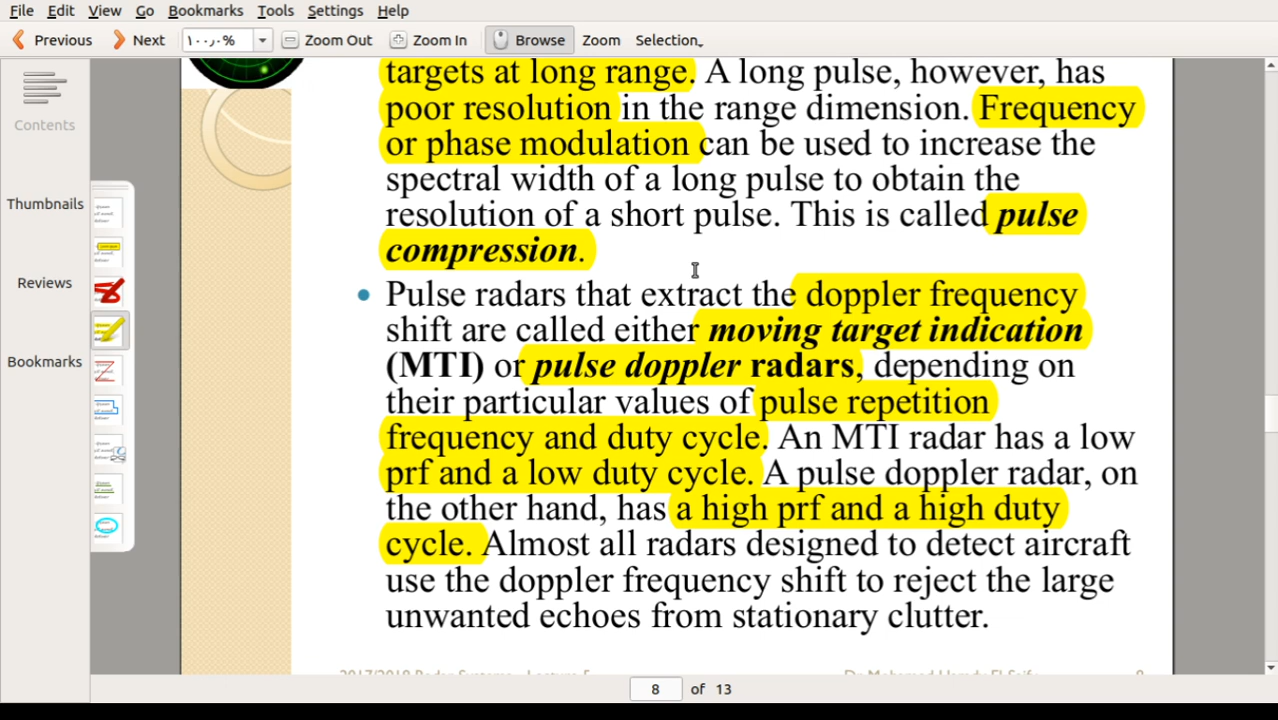 File Edit View Go Bookmarks Tools Settings Help
Previous Next ١٠٠٫٠% Zoom Out Zoom In Browse Zoom Selection
Contents
Thumbnails
Reviews
Bookmarks
targets at long range. A long pulse, however, has
poor resolution in the range dimension. Frequency
or phase modulation can be used to increase the
spectral width of a long pulse to obtain the
resolution of a short pulse. This is called pulse
compression.
Pulse radars that extract the doppler frequency
shift are called either moving target indication
(MTI) or pulse doppler radars, depending on
their particular values of pulse repetition
frequency and duty cycle. An MTI radar has a low
prf and a low duty cycle. A pulse doppler radar, on
the other hand, has a high prf and a high duty
cycle. Almost all radars designed to detect aircraft
use the doppler frequency shift to reject the large
unwanted echoes from stationary clutter.
8 of 13